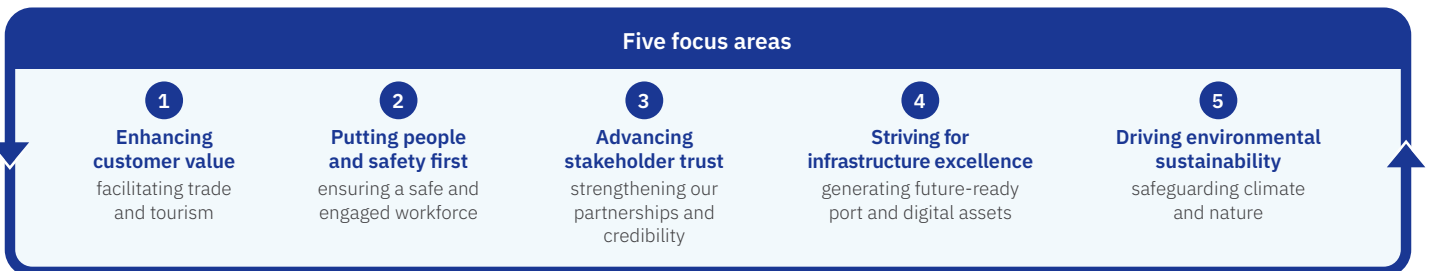 Five focus areas
1
Enhancing
customer value
facilitating trade
and tourism
2
Putting people
and safety first
ensuring a safe and
engaged workforce
3
Advancing
stakeholder trust
strengthening our
partnerships and
credibility
4
Striving for
infrastructure excellence
generating future-ready
port and digital assets
5
Driving environmental
sustainability
safeguarding climate
and nature